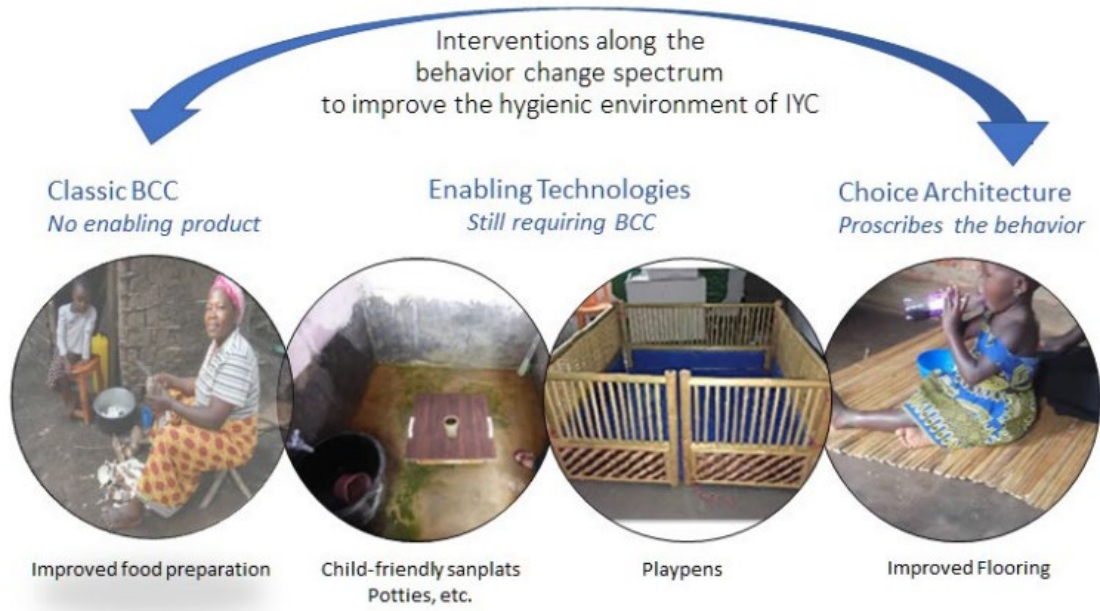 Interventions along the
behavior change spectrum
to improve the hygienic environment of IYC
Classic BCC
No enabling product
Enabling Technologies
Still requiring BCC
Choice Architecture
Proscribes the behavior
Improved food preparation
Child-friendly sanplats
Potties, etc.
Playpens
Improved Flooring